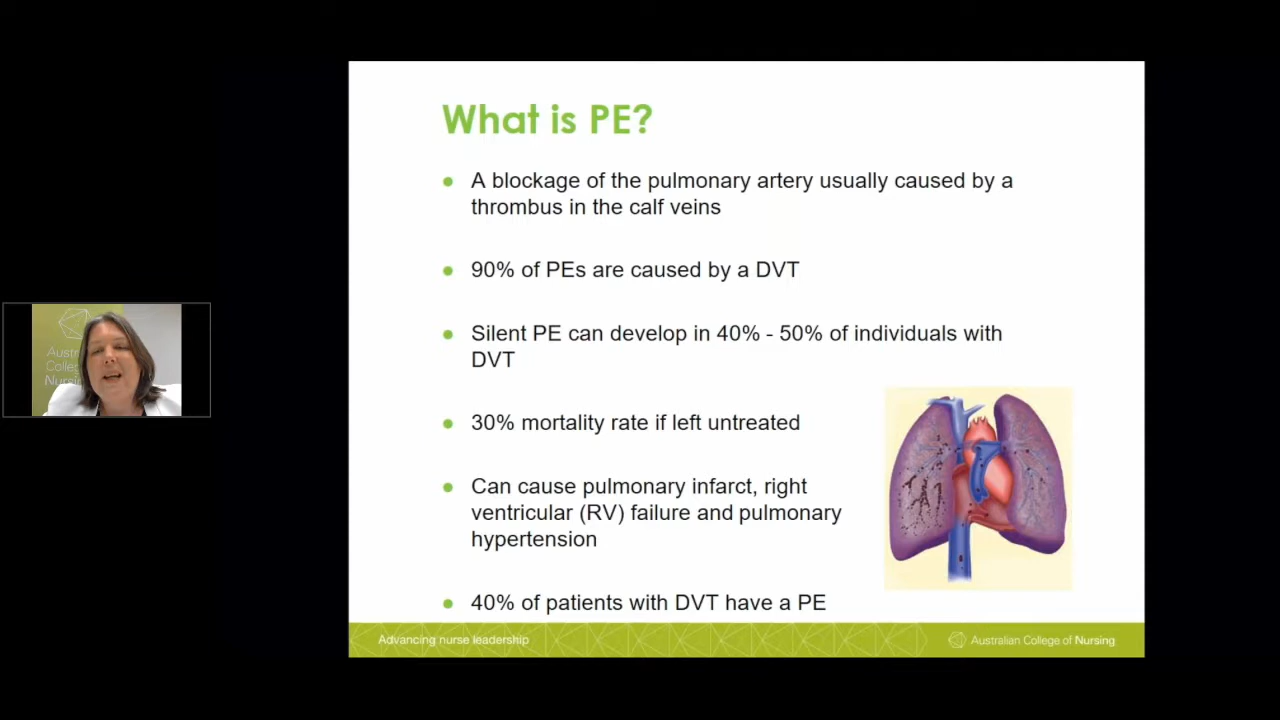 What is PE?
● A blockage of the pulmonary artery usually caused by a
thrombus in the calf veins
● 90% of PEs are caused by a DVT
● Silent PE can develop in 40% - 50% of individuals with
DVT
● 30% mortality rate if left untreated
● Can cause pulmonary infarct, right
ventricular (RV) failure and pulmonary
hypertension
● 40% of patients with DVT have a PE
Advancing nurse leadership
Australian College of Nursing